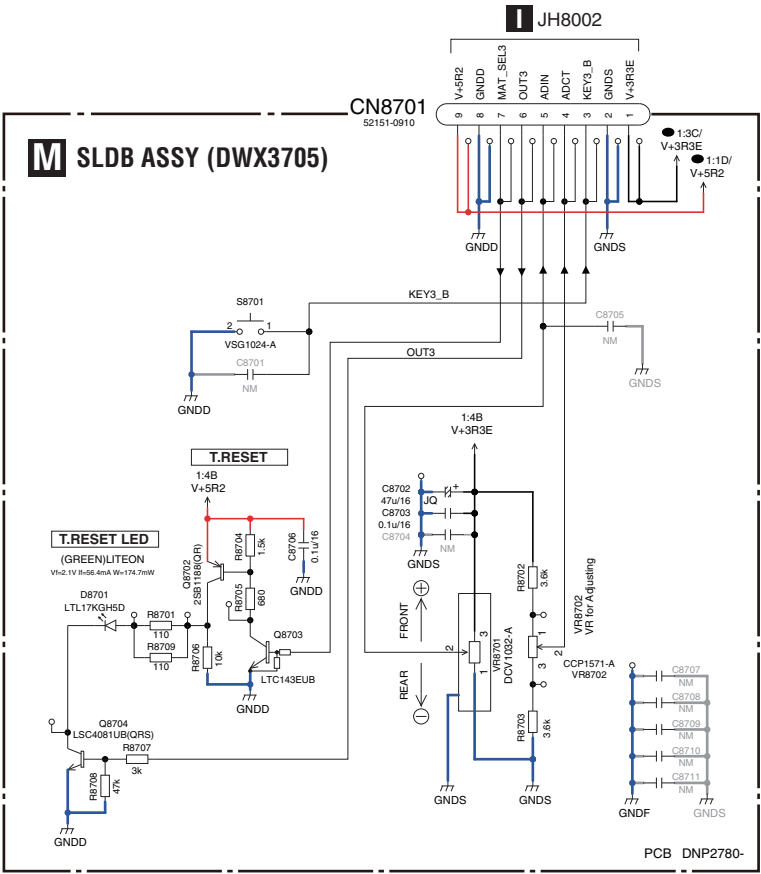 I JH8002
V+5R2
GNDD
MAT_SEL3
OUT3
ADIN
ADCT
KEY3_B
GNDS
V+3R3E
CN8701
52151-0910
9 8 7 6 5 4 3 2 1
M SLDB ASSY (DWX3705)
1:3C/
V+3R3E
1:1D/
V+5R2
GNDD
GNDS
KEY3_B
S8701
2 1
VSG1024-A
C8701
NM
GNDD
OUT3
C8705
NM
GNDS
1:4B
V+3R3E
T.RESET
1:4B
V+5R2
C8702
47u/16
JQ
+
C8703
0.1u/16
C8704
NM
GNDS
T.RESET LED
(GREEN)LITEON
Vf=2.1V If=56.4mA W=174.7mW
Q8702
2SB1188(QR)
R8704
1.5k
C8706
0.1u/16
GNDD
R8705
680
D8701
LTL17KGH5D
R8701
110
R8709
110
R8706
10k
Q8703
LTC143EUB
GNDD
FRONT
REAR
2
3
1
VR8701
DCV1032-A
R8702
3.6k
1
2
3
VR8702
VR for Adjusting
CCP1571-A
VR8702
R8703
3.6k
GNDS
GNDS
Q8704
LSC4081UB(QRS)
R8707
3k
R8708
47k
GNDD
C8707
NM
C8708
NM
C8709
NM
C8710
NM
C8711
NM
GNDF
GNDS
PCB DNP2780-